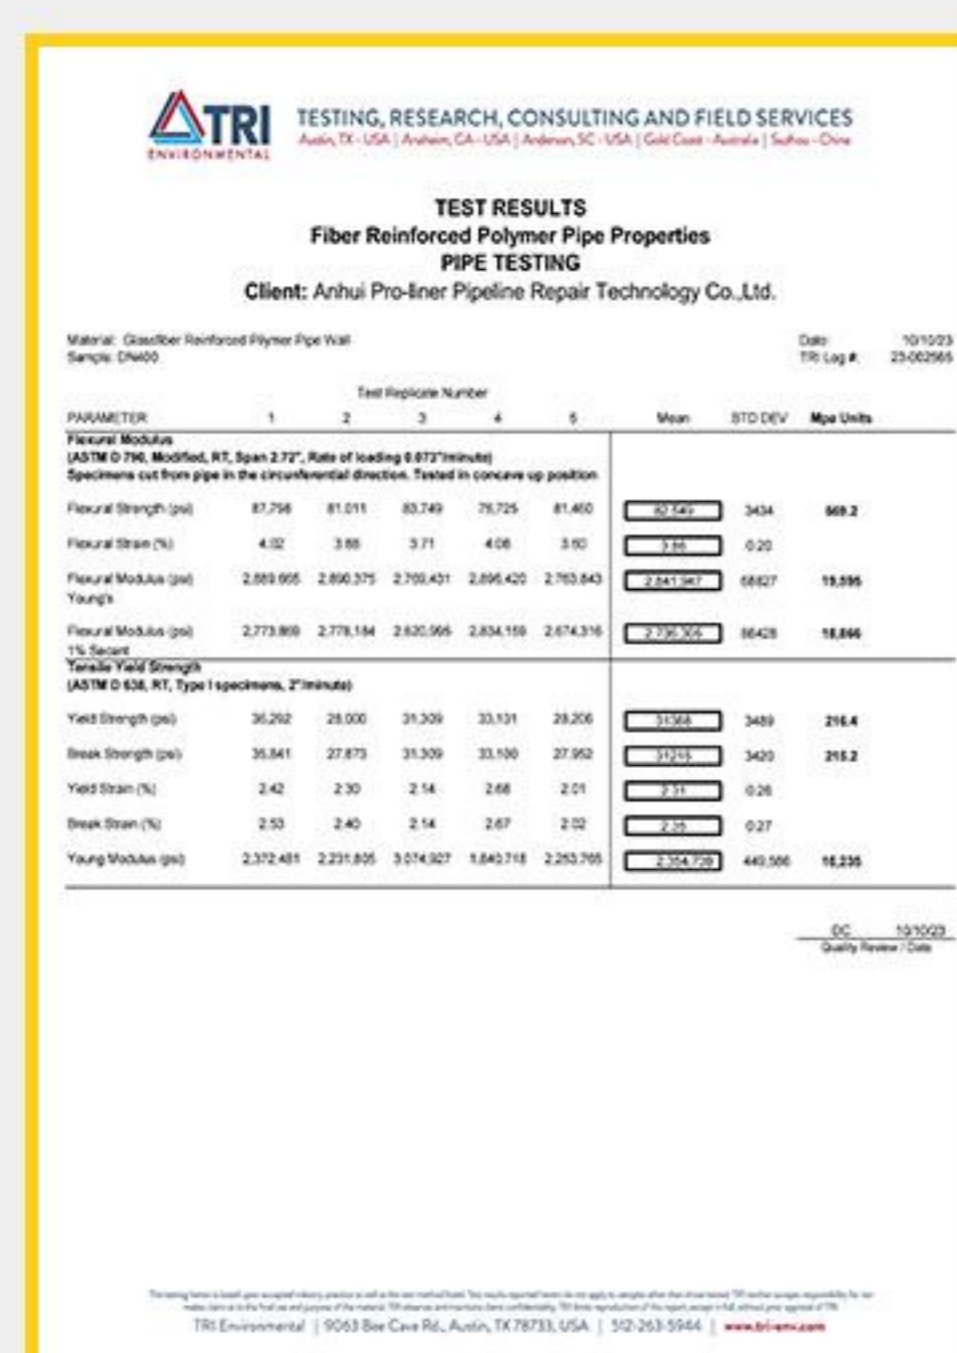 TRI
ENVIRONMENTAL
TESTING, RESEARCH, CONSULTING AND FIELD SERVICES
Austin, TX - USA | Anaheim, CA - USA | Anderson, SC - USA | Gold Coast - Australia | Suzhou - China
TEST RESULTS
Fiber Reinforced Polymer Pipe Properties
PIPE TESTING
Client: Anhui Pro-liner Pipeline Repair Technology Co.,Ltd.
Material: Glassfiber Reinforced Plymer Pipe Wall
Date: 10/10/23
Sample: DN400
TRI Log #: 23-002565
Test Replicate Number
PARAMETER 1 2 3 4 5 Mean STD DEV Mpa Units
Flexural Modulus
(ASTM D 790, Modified, RT, Span 2.72", Rate of loading 0.073"/minute)
Specimens cut from pipe in the circunferential direction. Tasted in concave up position
Flexural Strength (psi) 87,798 81,011 83,749 78,725 81,460 82,549 3434 569.2
Flexural Strain (%) 4.02 3.88 3.71 4.08 3.60 3.86 0.20
Flexural Modulus (psi) 2,889,665 2,890,375 2,769,431 2,896,420 2,763,843 2,841,947 68827 19,595
Young's
Flexural Modulus (psi) 2,773,869 2,778,184 2,620,995 2,834,159 2,674,316 2,736,305 86428 18,866
1% Secant
Tensile Yield Strength
(ASTM D 638, RT, Type I specimens, 2"/minute)
Yield Strength (psi) 36,292 28,000 31,309 33,131 28,206 31388 3489 216.4
Break Strength (psi) 35,841 27,873 31,309 33,100 27,952 31215 3420 215.2
Yield Strain (%) 2.42 2.30 2.14 2.68 2.01 2.31 0.26
Break Strain (%) 2.53 2.40 2.14 2.67 2.02 2.35 0.27
Young Modulus (psi) 2,372,481 2,231,805 3,074,927 1,840,718 2,253,765 2,354,739 449,586 16,235
DC 10/10/23
Quality Review / Date
TRI Environmental | 9063 Bee Cave Rd., Austin, TX 78733, USA | 512-263-5944 | www.tri-env.com